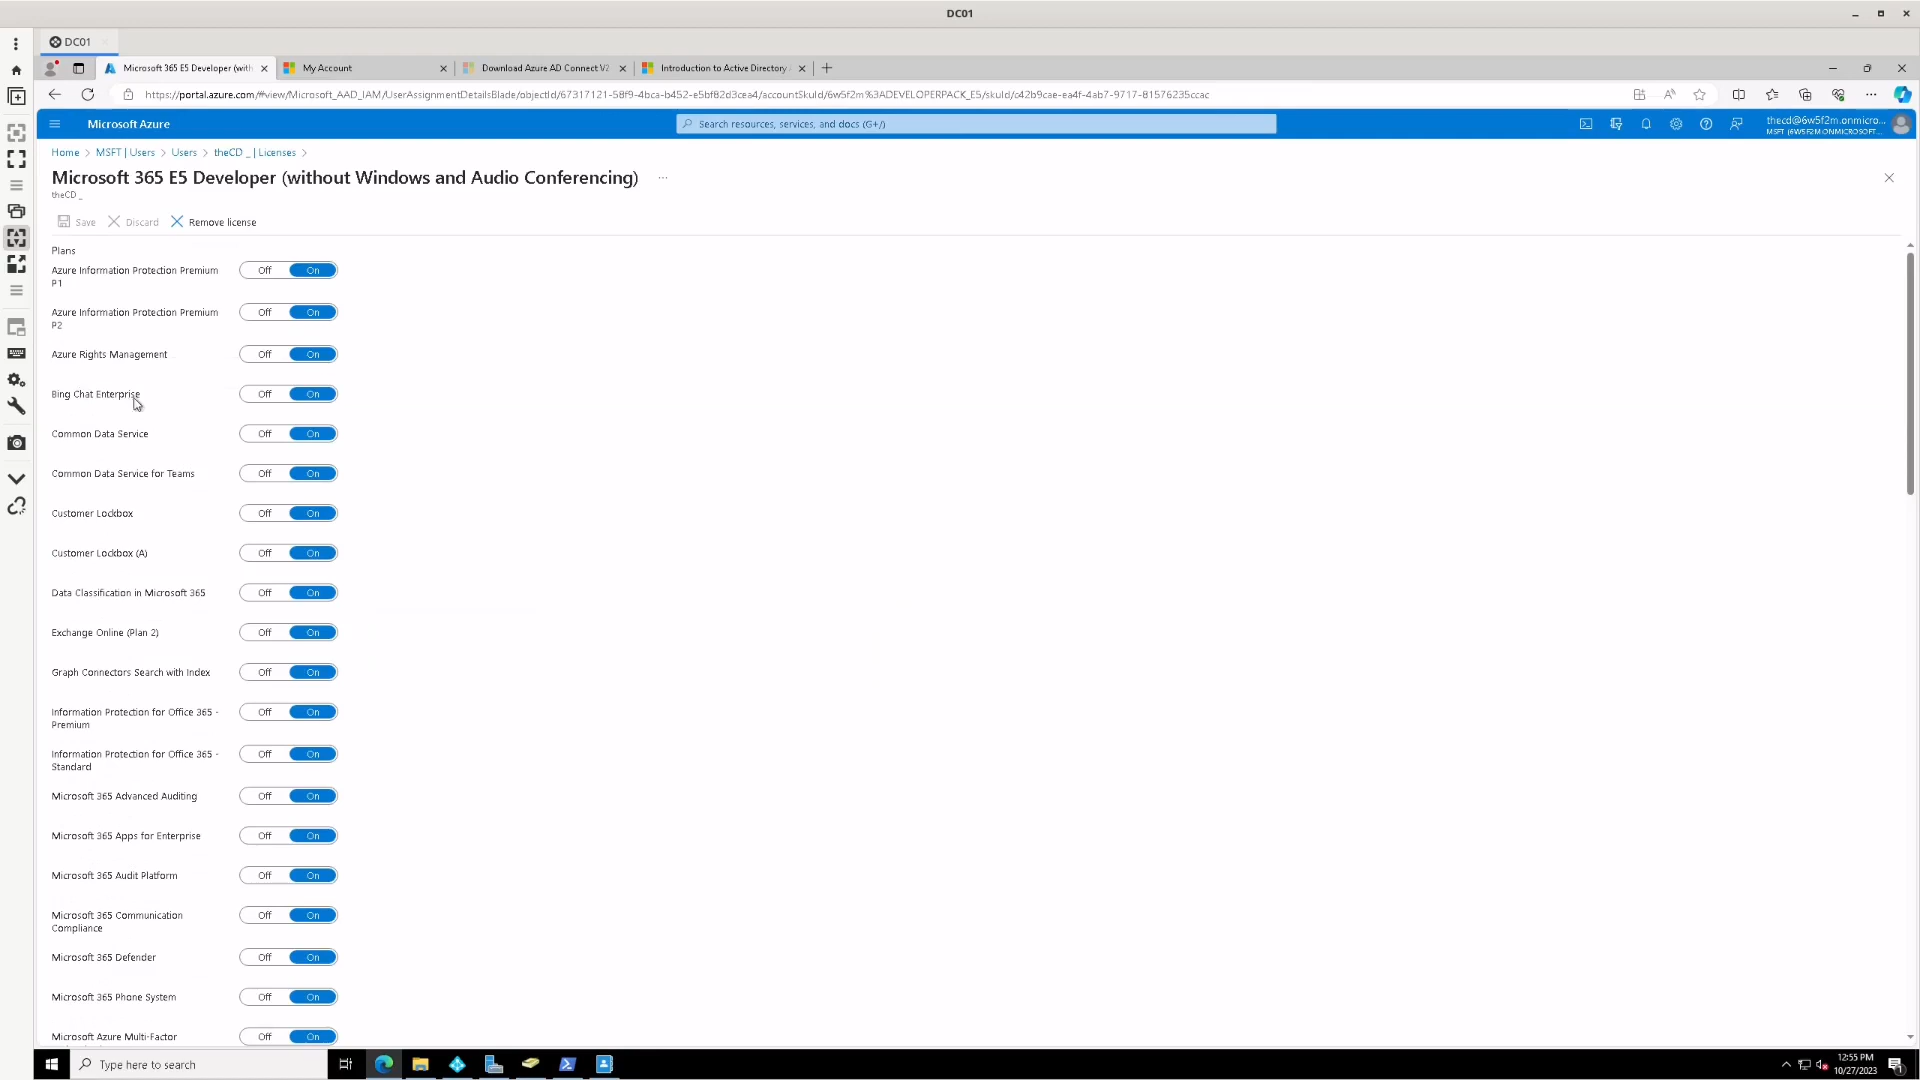 DC01
DC01
Microsoft 365 E5 Developer (with
My Account
Download Azure AD Connect V2
Introduction to Active Directory
https://portal.azure.com/#view/Microsoft_AAD_IAM/UserAssignmentDetailsBlade/objectId/67317121-58f9-4bca-b452-e5bf82d3cea4/accountSkuId/6w5f2m%3ADEVELOPERPACK_E5/skuId/c42b9cae-ea4f-4ab7-9717-81576235ccac
Microsoft Azure
Search resources, services, and docs (G+/)
thecd@6w5f2m.onmicro...
MSFT (6W5F2M.ONMICROSOFT....
Home > MSFT | Users > Users > theCD _ | Licenses >
Microsoft 365 E5 Developer (without Windows and Audio Conferencing) ...
theCD _
Save Discard Remove license
Plans
Azure Information Protection Premium
P1
Off On
Azure Information Protection Premium
P2
Off On
Azure Rights Management Off On
Bing Chat Enterprise Off On
Common Data Service Off On
Common Data Service for Teams Off On
Customer Lockbox Off On
Customer Lockbox (A) Off On
Data Classification in Microsoft 365 Off On
Exchange Online (Plan 2) Off On
Graph Connectors Search with Index Off On
Information Protection for Office 365 -
Premium
Off On
Information Protection for Office 365 -
Standard
Off On
Microsoft 365 Advanced Auditing Off On
Microsoft 365 Apps for Enterprise Off On
Microsoft 365 Audit Platform Off On
Microsoft 365 Communication
Compliance
Off On
Microsoft 365 Defender Off On
Microsoft 365 Phone System Off On
Microsoft Azure Multi-Factor Off On
Type here to search
12:55 PM
10/27/2023